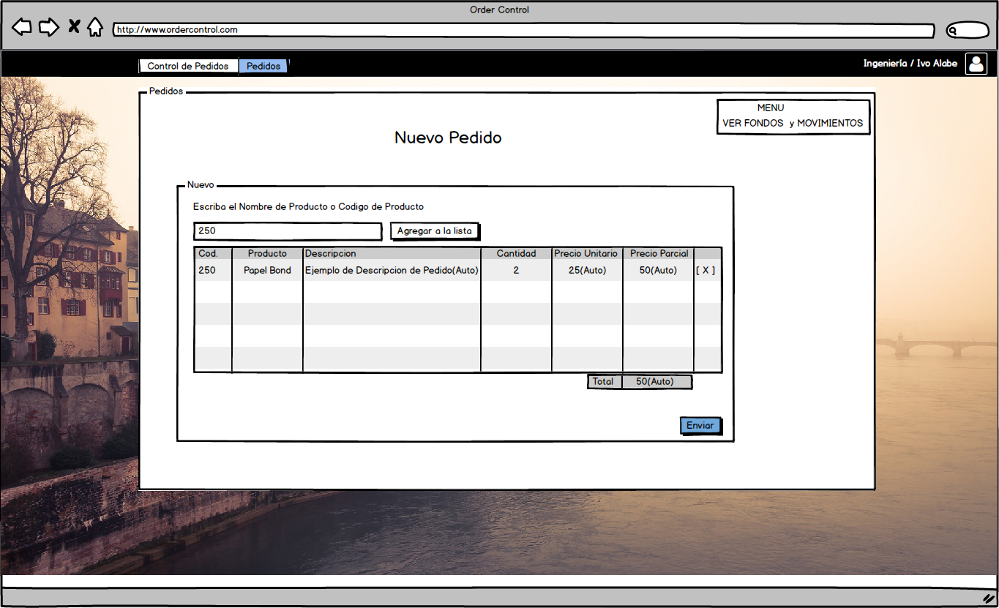 Order Control
http://www.ordercontrol.com
Control de Pedidos Pedidos Ingeniería / Ivo Alabe
Pedidos
MENU
VER FONDOS y MOVIMIENTOS
Nuevo Pedido
Nuevo
Escriba el Nombre de Producto o Codigo de Producto
250 Agregar a la lista
Cod. Producto Descripcion Cantidad Precio Unitario Precio Parcial
250 Papel Bond Ejemplo de Descripcion de Pedido(Auto) 2 25(Auto) 50(Auto) [ X ]
Total 50(Auto)
Enviar